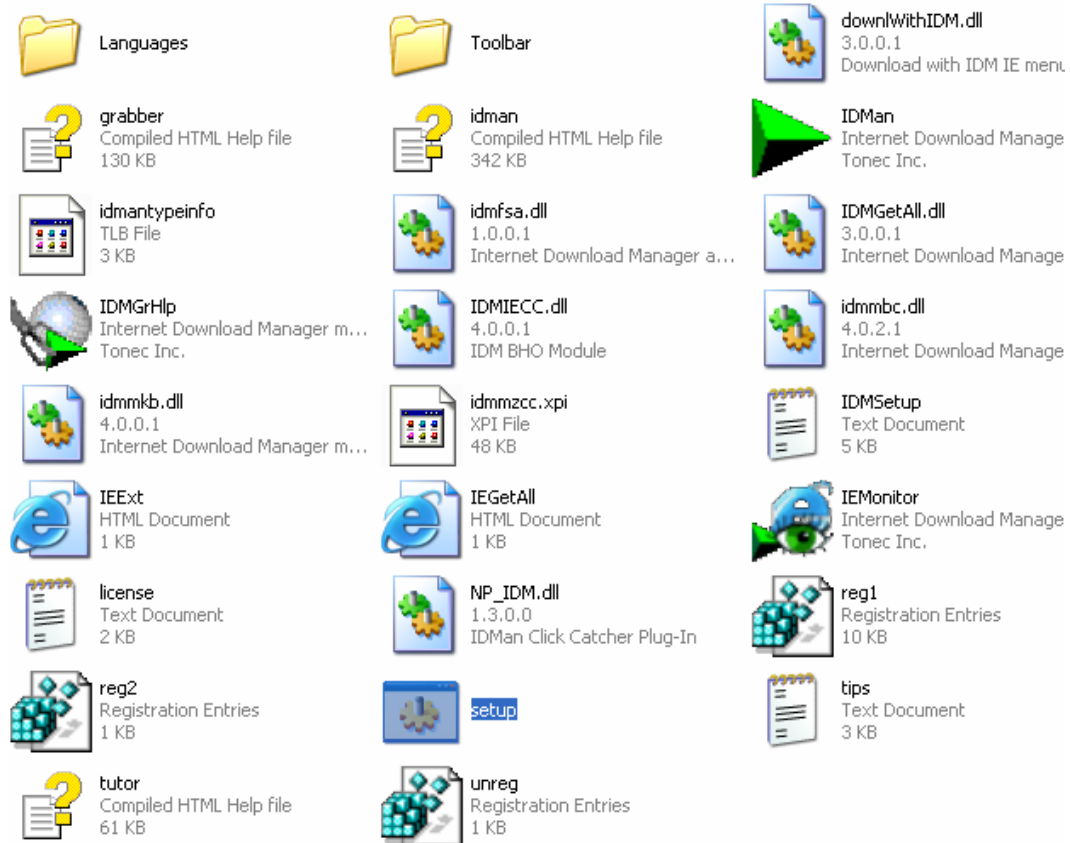 Languages
Toolbar
downlWithIDM.dll
3.0.0.1
Download with IDM IE menu
grabber
Compiled HTML Help file
130 KB
idman
Compiled HTML Help file
342 KB
IDMan
Internet Download Manage
Tonec Inc.
idmantypeinfo
TLB File
3 KB
idmfsa.dll
1.0.0.1
Internet Download Manager a...
IDMGetAll.dll
3.0.0.1
Internet Download Manage
IDMGrHlp
Internet Download Manager m...
Tonec Inc.
IDMIECC.dll
4.0.0.1
IDM BHO Module
idmmbc.dll
4.0.2.1
Internet Download Manage
idmmkb.dll
4.0.0.1
Internet Download Manager m...
idmmzcc.xpi
XPI File
48 KB
IDMSetup
Text Document
5 KB
IEExt
HTML Document
1 KB
IEGetAll
HTML Document
1 KB
IEMonitor
Internet Download Manage
Tonec Inc.
license
Text Document
2 KB
NP_IDM.dll
1.3.0.0
IDMan Click Catcher Plug-In
reg1
Registration Entries
10 KB
reg2
Registration Entries
1 KB
setup
tips
Text Document
3 KB
tutor
Compiled HTML Help file
61 KB
unreg
Registration Entries
1 KB